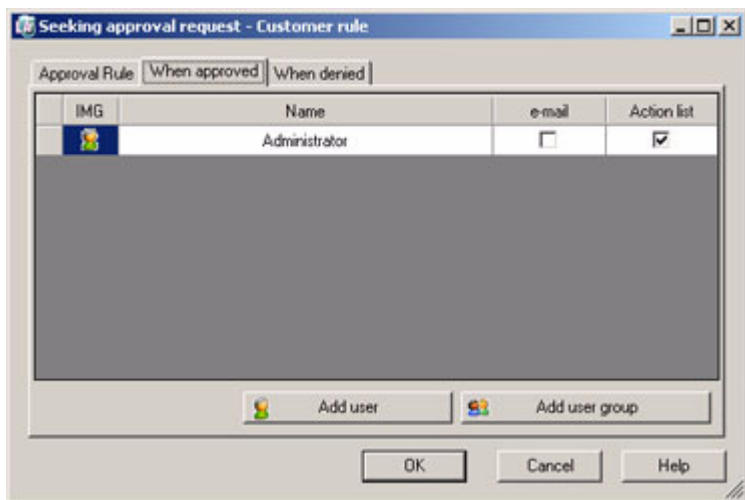 Seeking approval request - Customer rule
Approval Rule When approved When denied
IMG Name e-mail Action list
Administrator
Add user Add user group
OK Cancel Help